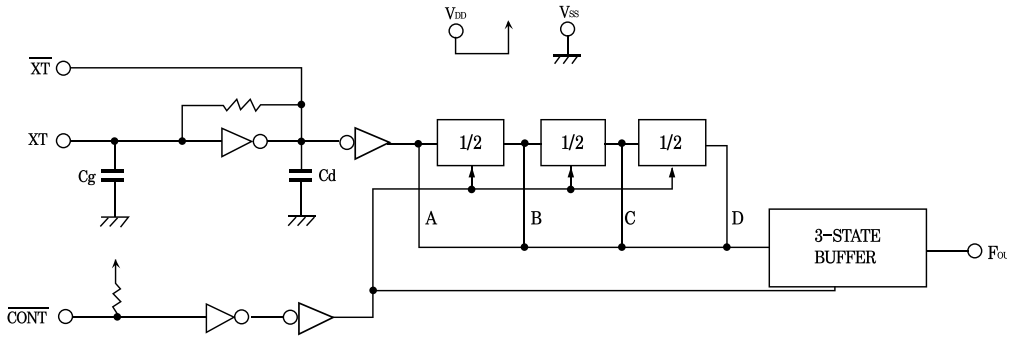 VDD
VSS
XT
XT
1/2
1/2
1/2
Cg
Cd
A
B
C
D
3-STATE
BUFFER
CONT